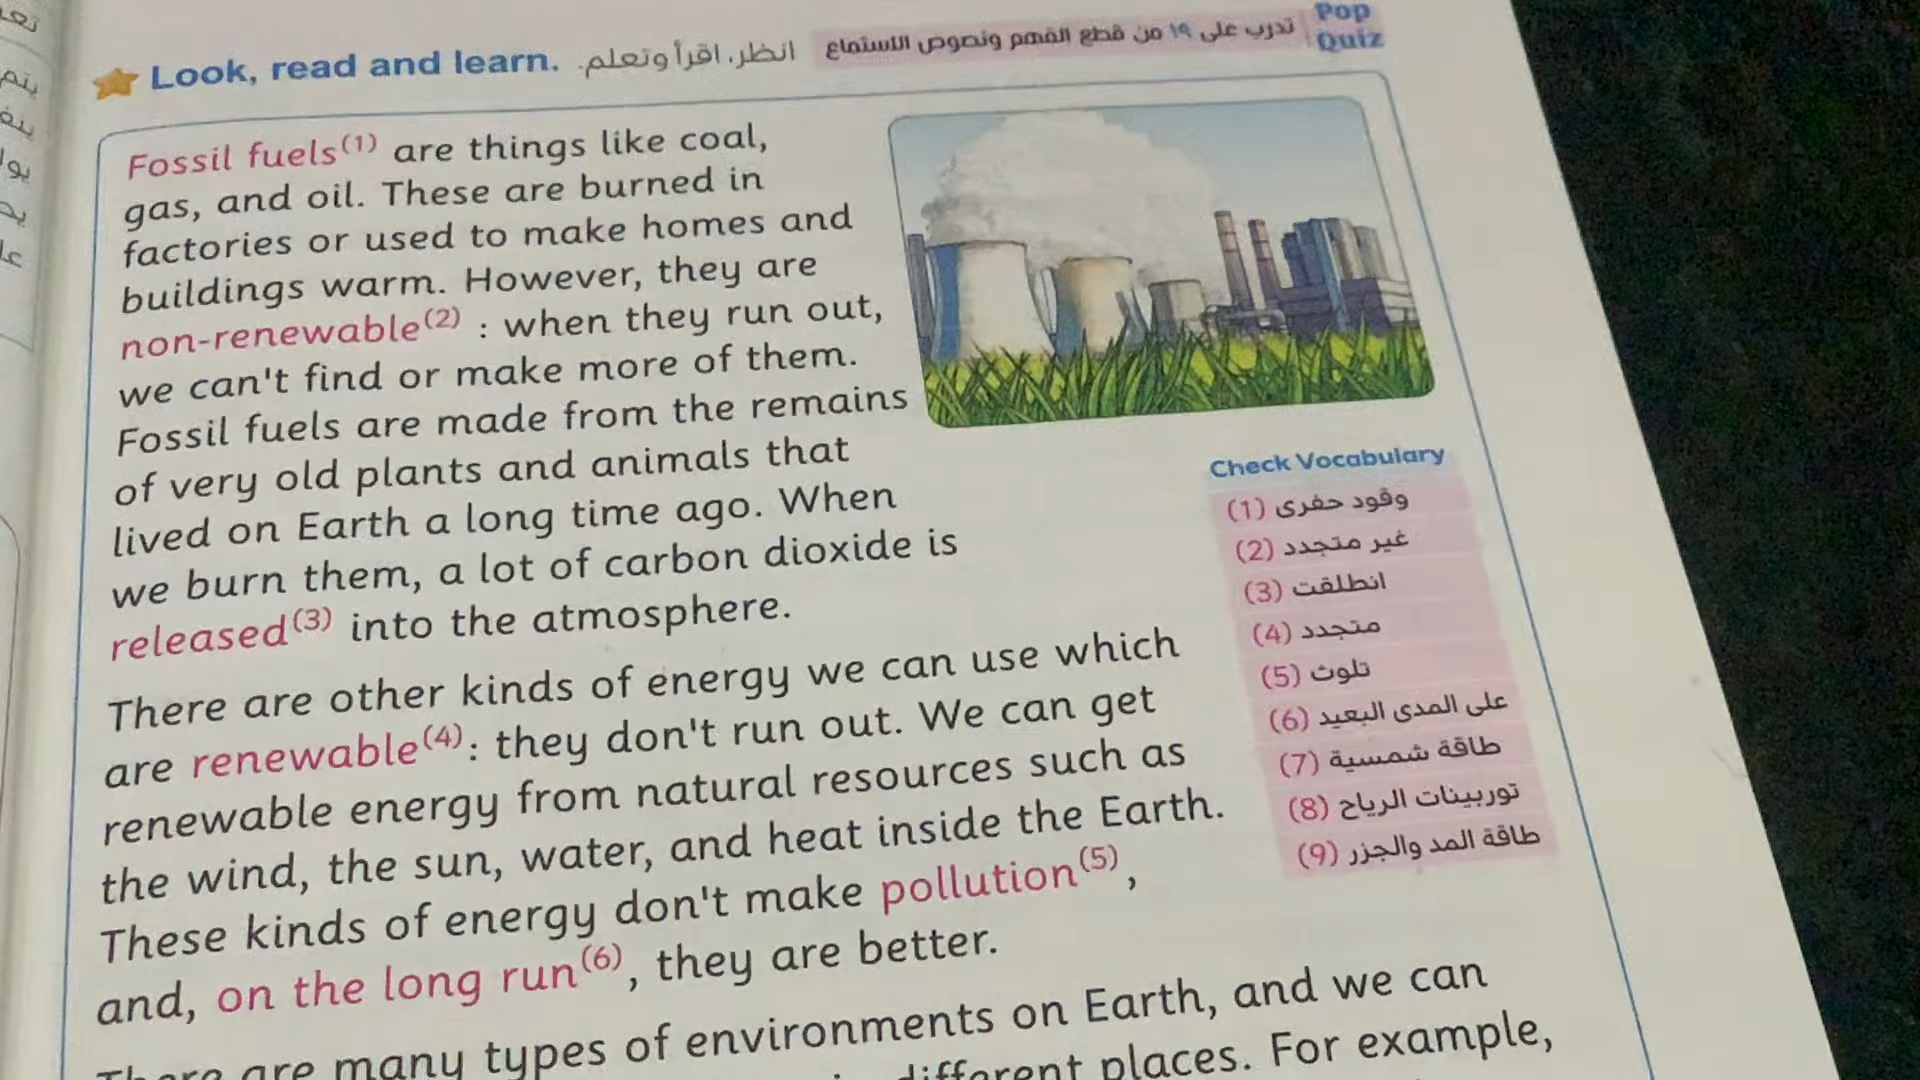 Look, read and learn. انظر، اقرأ وتعلم.
تدرب على ١٩ من قطع الفهم ونصوص الاستماع
Pop
Quiz
Fossil fuels(1) are things like coal,
gas, and oil. These are burned in
factories or used to make homes and
buildings warm. However, they are
non-renewable(2) : when they run out,
we can't find or make more of them.
Fossil fuels are made from the remains
of very old plants and animals that
lived on Earth a long time ago. When
we burn them, a lot of carbon dioxide is
released(3) into the atmosphere.
There are other kinds of energy we can use which
are renewable(4): they don't run out. We can get
renewable energy from natural resources such as
the wind, the sun, water, and heat inside the Earth.
These kinds of energy don't make pollution(5),
and, on the long run(6), they are better.
There are many types of environments on Earth, and we can
different places. For example,
Check Vocabulary
(1) وقود حفرى
(2) غير متجدد
(3) انطلقت
(4) متجدد
(5) تلوث
(6) على المدى البعيد
(7) طاقة شمسية
(8) توربينات الرياح
(9) طاقة المد والجزر